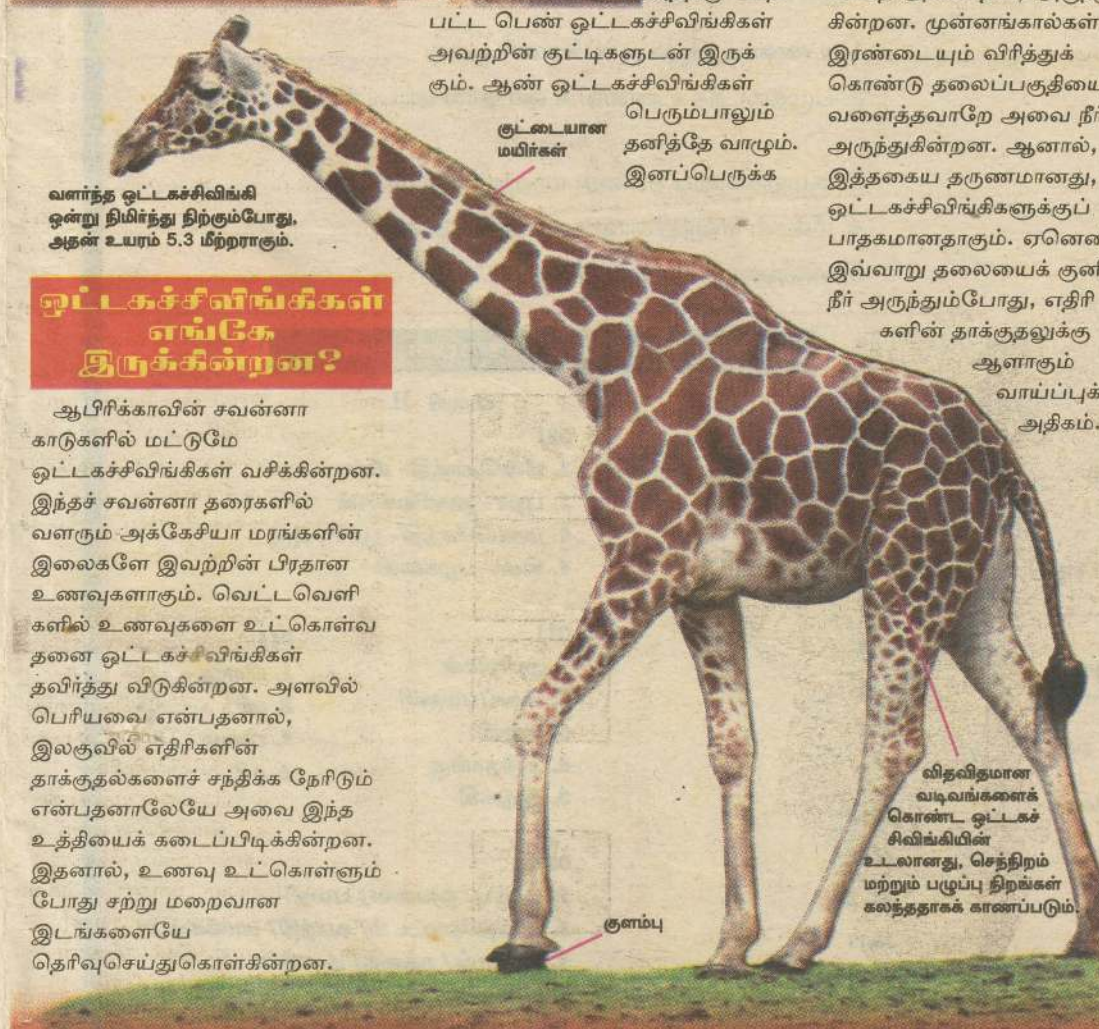 பட்ட பெண் ஒட்டகச்சிவிங்கிகள்
அவற்றின் குட்டிகளுடன் இருக்
கும். ஆண் ஒட்டகச்சிவிங்கிகள்
பெரும்பாலும்
தனித்தே வாழும்.
இனப்பெருக்க
கின்றன. முன்னங்கால்கள்
இரண்டையும் விரித்துக்
கொண்டு தலைப்பகுதியை
வளைத்தவாறே அவை நீர்
அருந்துகின்றன. ஆனால்,
இத்தகைய தருணமானது,
ஒட்டகச்சிவிங்கிகளுக்குப்
பாதகமானதாகும்.
இவ்வாறு தலையைக்
நீர் அருந்தும்போது, எதிரி
களின் தாக்குதலுக்கு
ஆளாகும்
அதிகம்.
குட்டையான
மயிர்கள்
வளர்ந்த ஒட்டகச்சிவிங்கி
ஒன்று நிமிர்ந்து நிற்கும்போது,
அதன் உயரம் 5.3 மீற்றராகும்.
ஒட்டகச்சிவிங்கிகள்
எங்கே
இருக்கின்றன?
ஆபிரிக்காவின் சவன்னா
காடுகளில் மட்டுமே
ஒட்டகச்சிவிங்கிகள் வசிக்கின்றன.
இந்தச் சவன்னா தரைகளில்
வளரும் அக்கேசியா மரங்களின்
இலைகளே இவற்றின் பிரதான
உணவுகளாகும். வெட்டவெளி
களில் உணவுகளை உட்கொள்வ
தனை ஒட்டகச்சிவிங்கிகள்
தவிர்த்து விடுகின்றன. அளவில்
பெரியவை என்பதனால்,
இலகுவில் எதிரிகளின்
தாக்குதல்களைச் சந்திக்க நேரிடும்
என்பதனாலேயே அவை இந்த
உத்தியைக் கடைப்பிடிக்கின்றன.
இதனால், உணவு உட்கொள்ளும்
போது சற்று மறைவான
இடங்களையே
தெரிவுசெய்துகொள்கின்றன.
குளம்பு
விதவிதமான
வடிவங்களைக்
கொண்ட ஒட்டகச்
சிவிங்கியின்
உடலானது, செந்நிறம்
மற்றும் பழுப்பு நிறங்கள்
கலந்ததாகக் காணப்படும்.